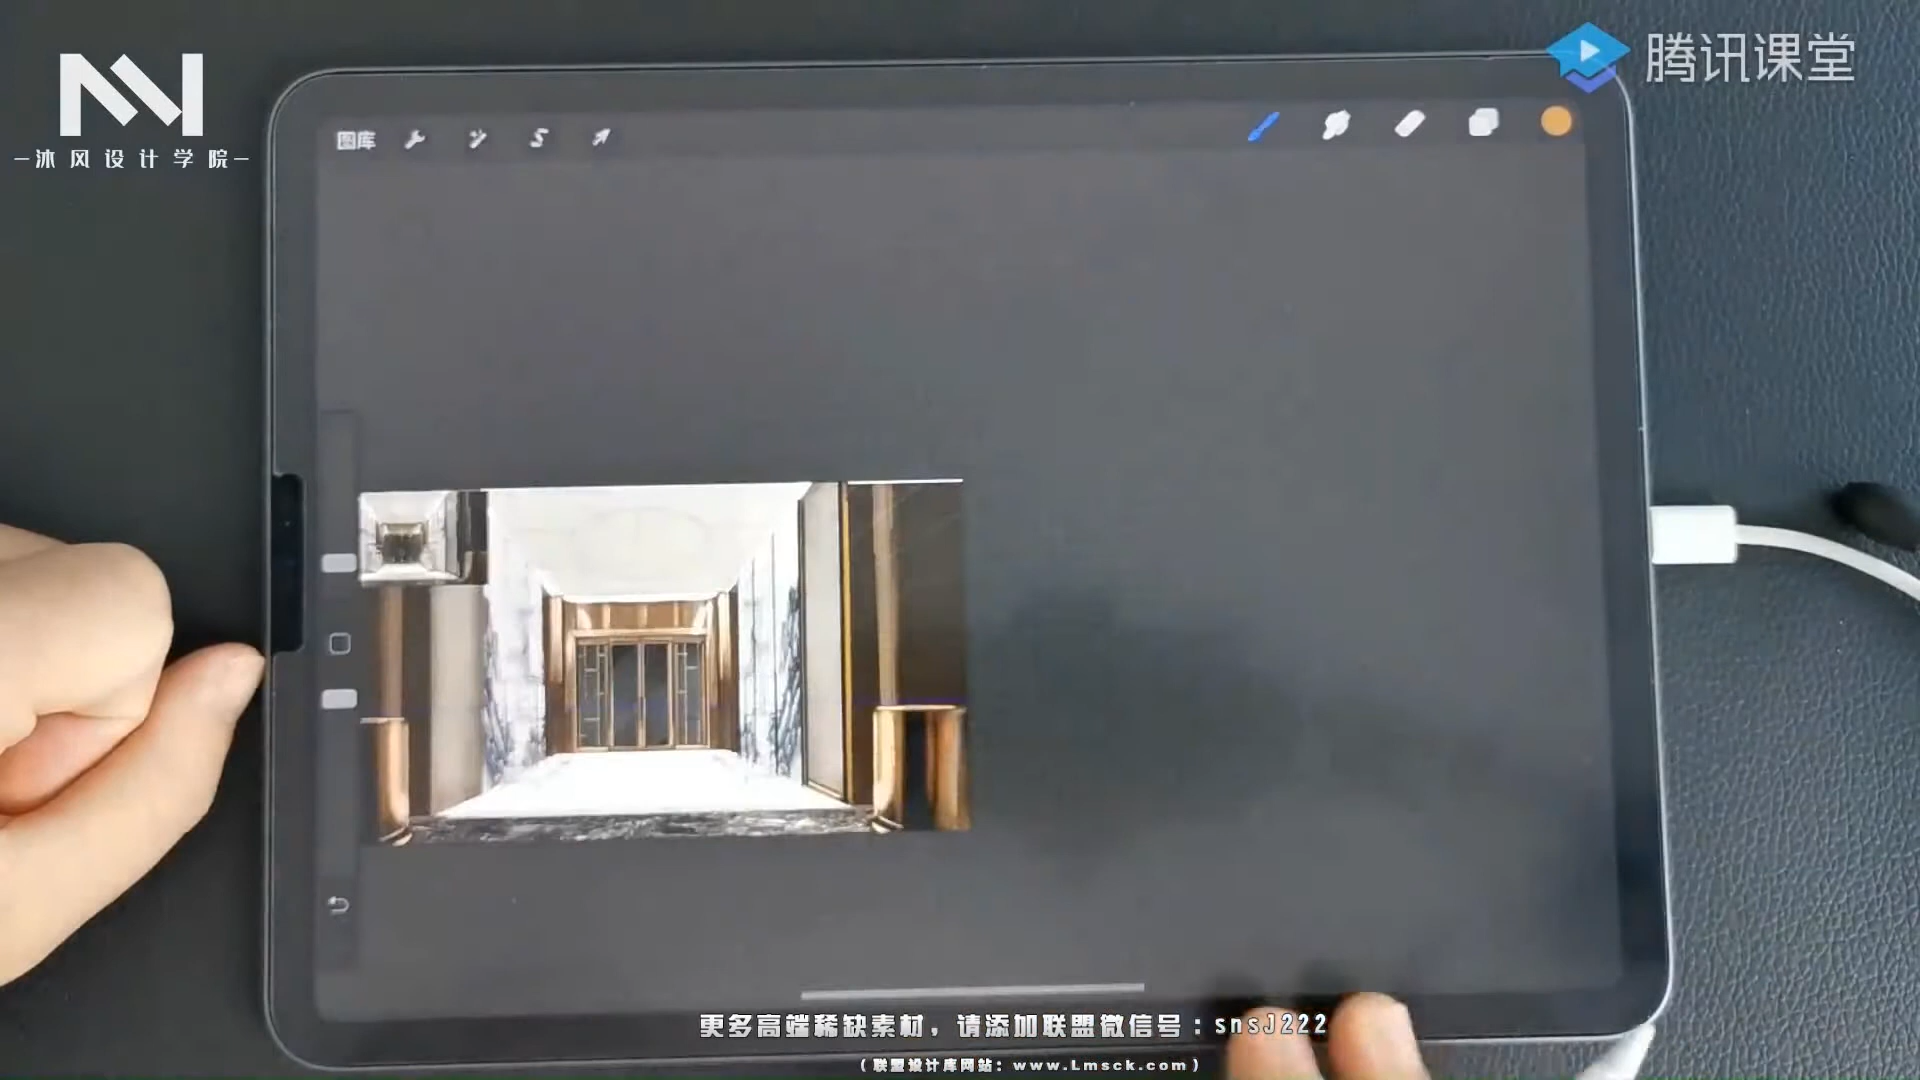 腾讯课堂
沐风设计学院
图库
更多高端稀缺素材，请添加联盟微信号：snsJ222
（联盟设计库网站：www.Lmsck.com）